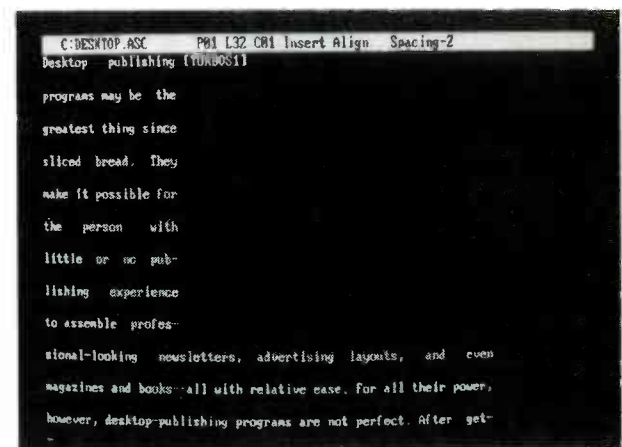 C:DESKTOP.ASC P01 L32 C01 Insert Align Spacing-2
Desktop publishing [TURBOS1]
programs may be the
greatest thing since
sliced bread. They
make it possible for
the person with
little or no pub-
lishing experience
to assemble profes-
sional-looking newsletters, advertising layouts, and even
magazines and books--all with relative ease. For all their power,
however, desktop-publishing programs are not perfect. After get-